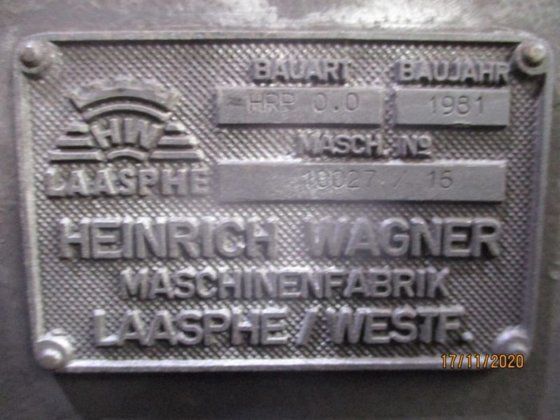 BAUART BAUJAHR
HRP 0.0 1981
MASCH. No
HW
LAASPHE
19027 / 16
HEINRICH WAGNER
MASCHINENFABRIK
LAASPHE / WESTF.
17/11/2020